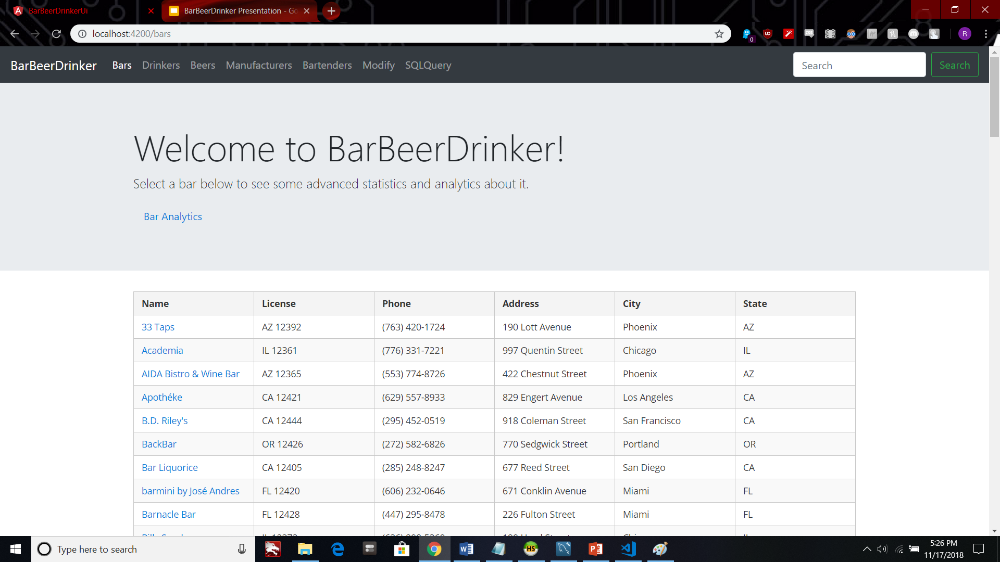 BarBeerDrinkerUi
BarBeerDrinker Presentation - Go
localhost:4200/bars
0
R
BarBeerDrinker Bars Drinkers Beers Manufacturers Bartenders Modify SQLQuery Search Search
Welcome to BarBeerDrinker!
Select a bar below to see some advanced statistics and analytics about it.
Bar Analytics
Name License Phone Address City State
33 Taps AZ 12392 (763) 420-1724 190 Lott Avenue Phoenix AZ
Academia IL 12361 (776) 331-7221 997 Quentin Street Chicago IL
AIDA Bistro & Wine Bar AZ 12365 (553) 774-8726 422 Chestnut Street Phoenix AZ
Apothéke CA 12421 (629) 557-8933 829 Engert Avenue Los Angeles CA
B.D. Riley's CA 12444 (295) 452-0519 918 Coleman Street San Francisco CA
BackBar OR 12426 (272) 582-6826 770 Sedgwick Street Portland OR
Bar Liquorice CA 12405 (285) 248-8247 677 Reed Street San Diego CA
barmini by José Andres FL 12420 (606) 232-0646 671 Conklin Avenue Miami FL
Barnacle Bar FL 12428 (447) 295-8478 226 Fulton Street Miami FL
Type here to search
HS
5:26 PM
11/17/2018